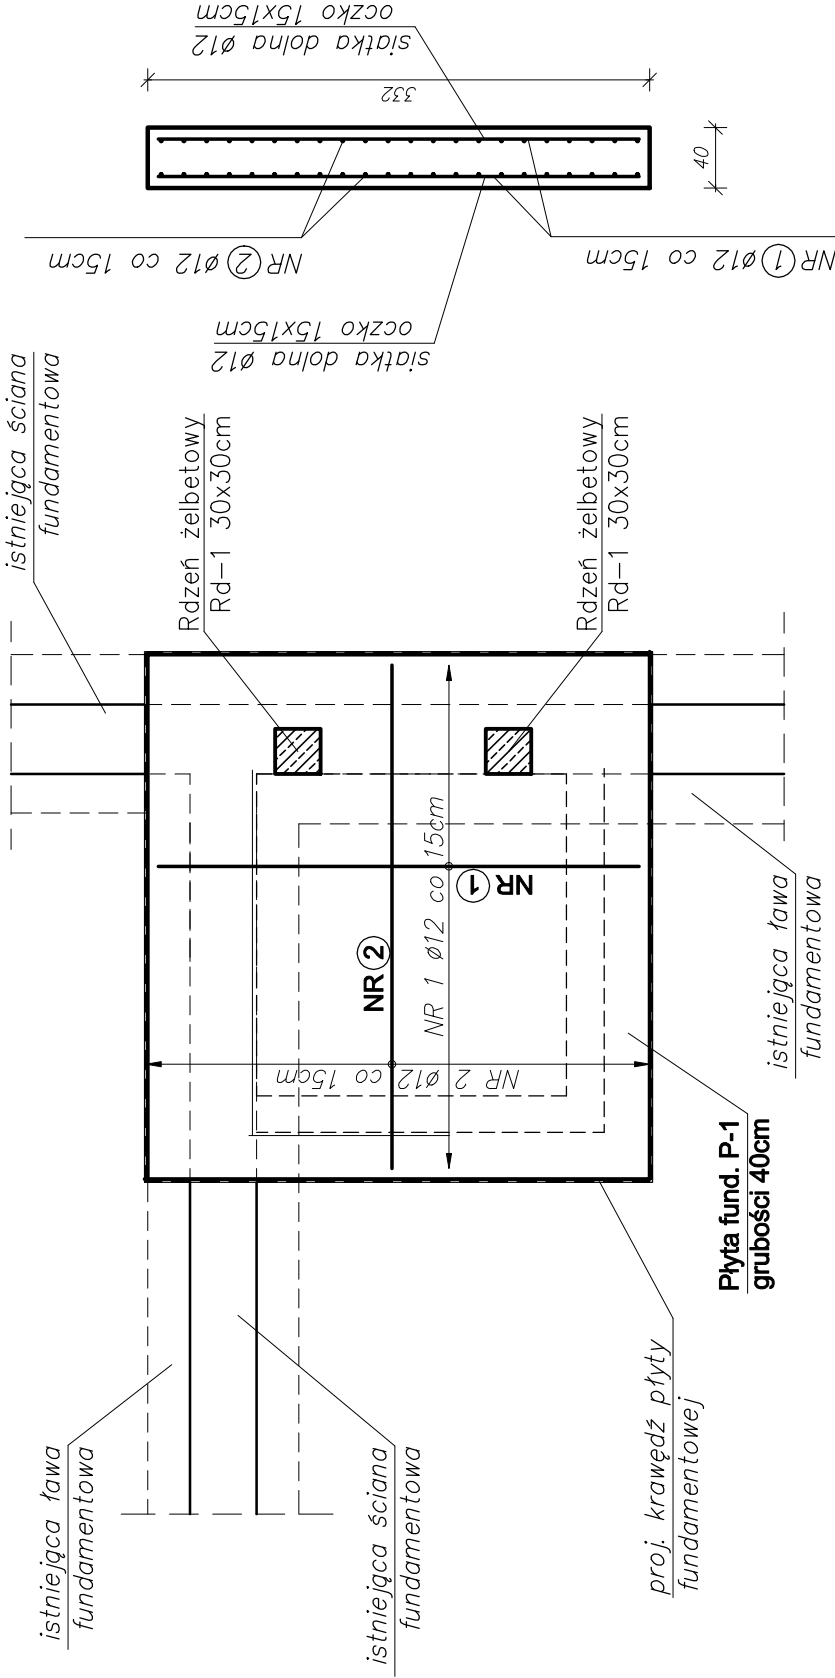 siatka dolna ø12
oczko 15x15cm
332
40
NR 2 ø12 co 15cm
NR 1 ø12 co 15cm
siatka dolna ø12
oczko 15x15cm
istniejąca ściana
fundamentowa
Rdzeń żelbetowy
Rd-1 30x30cm
Rdzeń żelbetowy
Rd-1 30x30cm
NR 1 ø12 co 15cm
NR 1
NR 2
NR 2 ø12 co 15cm
istniejąca ława
fundamentowa
Płyta fund. P-1
grubości 40cm
proj. krawędź płyty
fundamentowej
istniejąca ława
fundamentowa
istniejąca ściana
fundamentowa